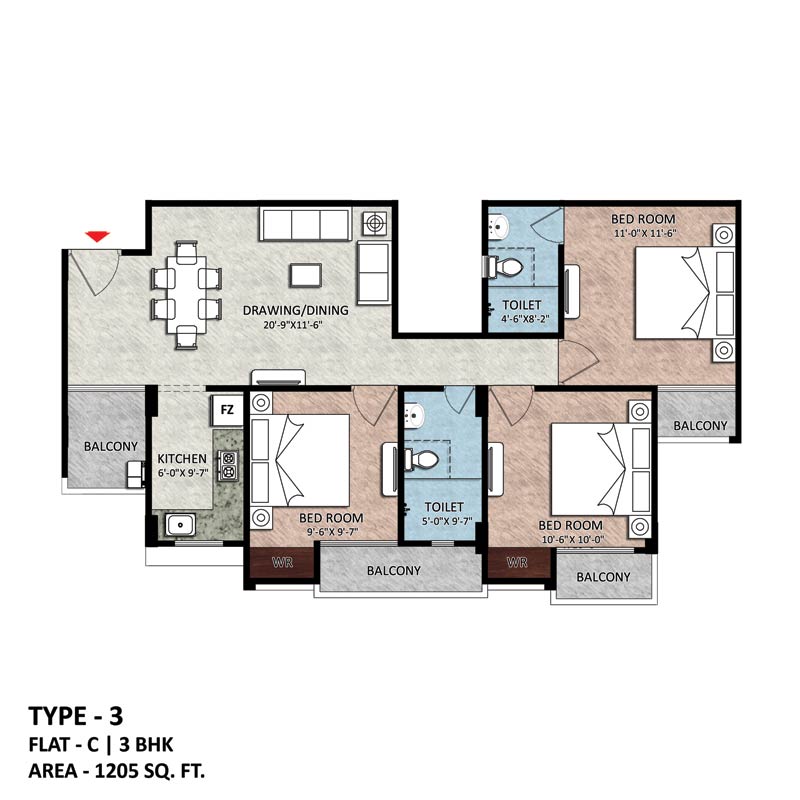 BED ROOM
11'-0"X 11'-6"
TOILET
4'-6"X8'-2"
DRAWING/DINING
20'-9"X11'-6"
FZ
BALCONY
BALCONY
KITCHEN
6'-0"X 9'-7"
TOILET
5'-0"X 9'-7"
BED ROOM
9'-6"X 9'-7"
BED ROOM
10'-6"X 10'-0"
WR
BALCONY
WR
BALCONY
TYPE - 3
FLAT - C | 3 BHK
AREA - 1205 SQ. FT.